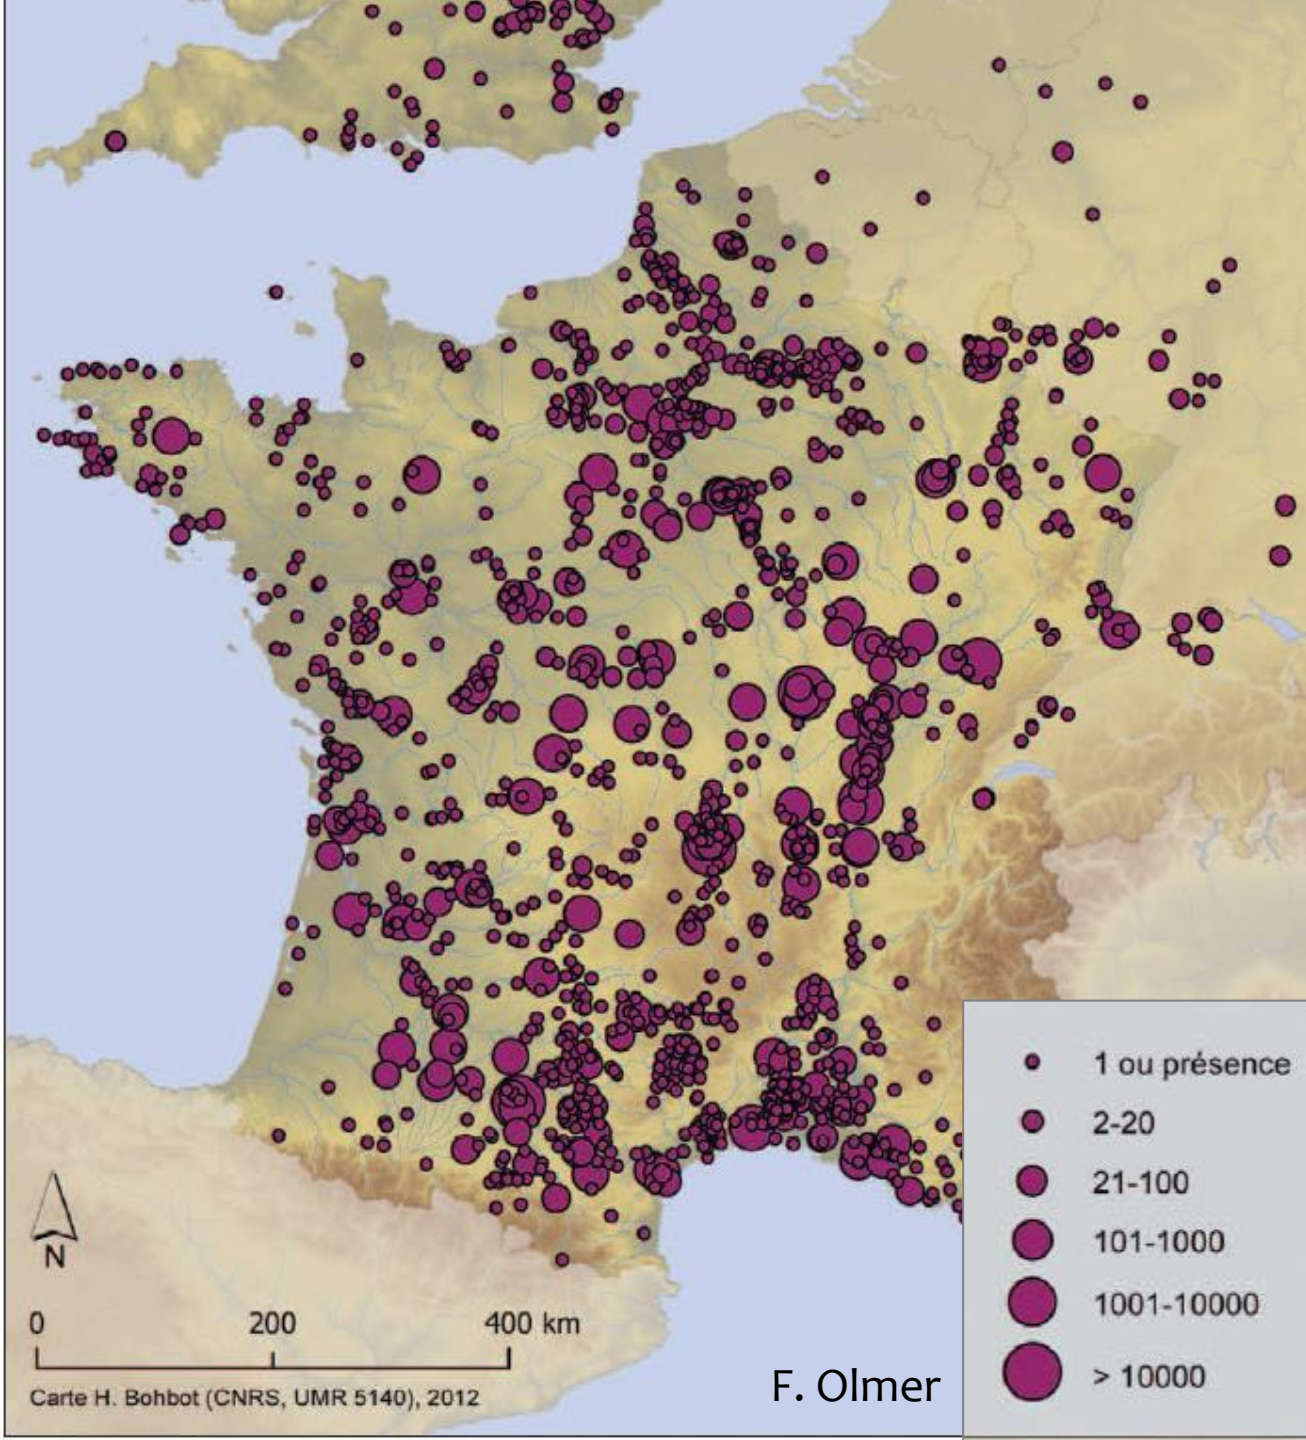 1 ou présence
2-20
21-100
101-1000
1001-10000
> 10000
N
0 200 400 km
Carte H. Bohbot (CNRS, UMR 5140), 2012
F. Olmer